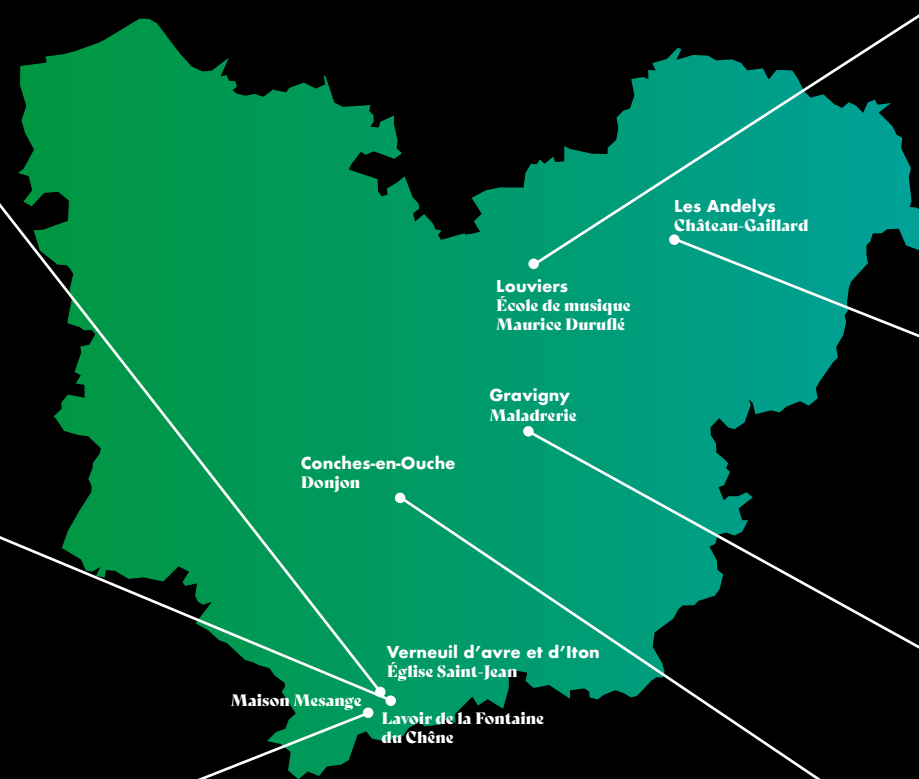 Les Andelys
Château-Gaillard
Louviers
École de musique
Maurice Duruflé
Gravigny
Maladrerie
Conches-en-Ouche
Donjon
Verneuil d'avre et d'Iton
Église Saint-Jean
Maison Mesange
Lavoir de la Fontaine
du Chêne